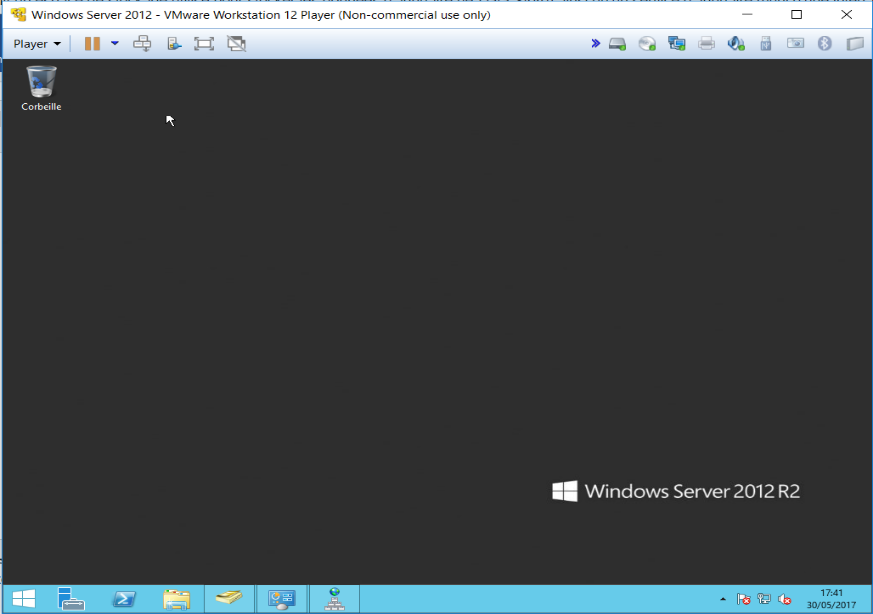 Windows Server 2012 - VMware Workstation 12 Player (Non-commercial use only)
Player
Corbeille
Windows Server 2012 R2
17:41
30/05/2017